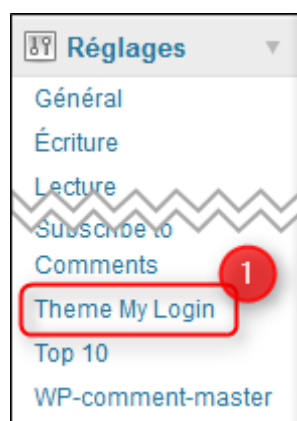 Réglages
Général
Écriture
Lecture
Subscribe to
Comments
1
Theme My Login
Top 10
WP-comment-master